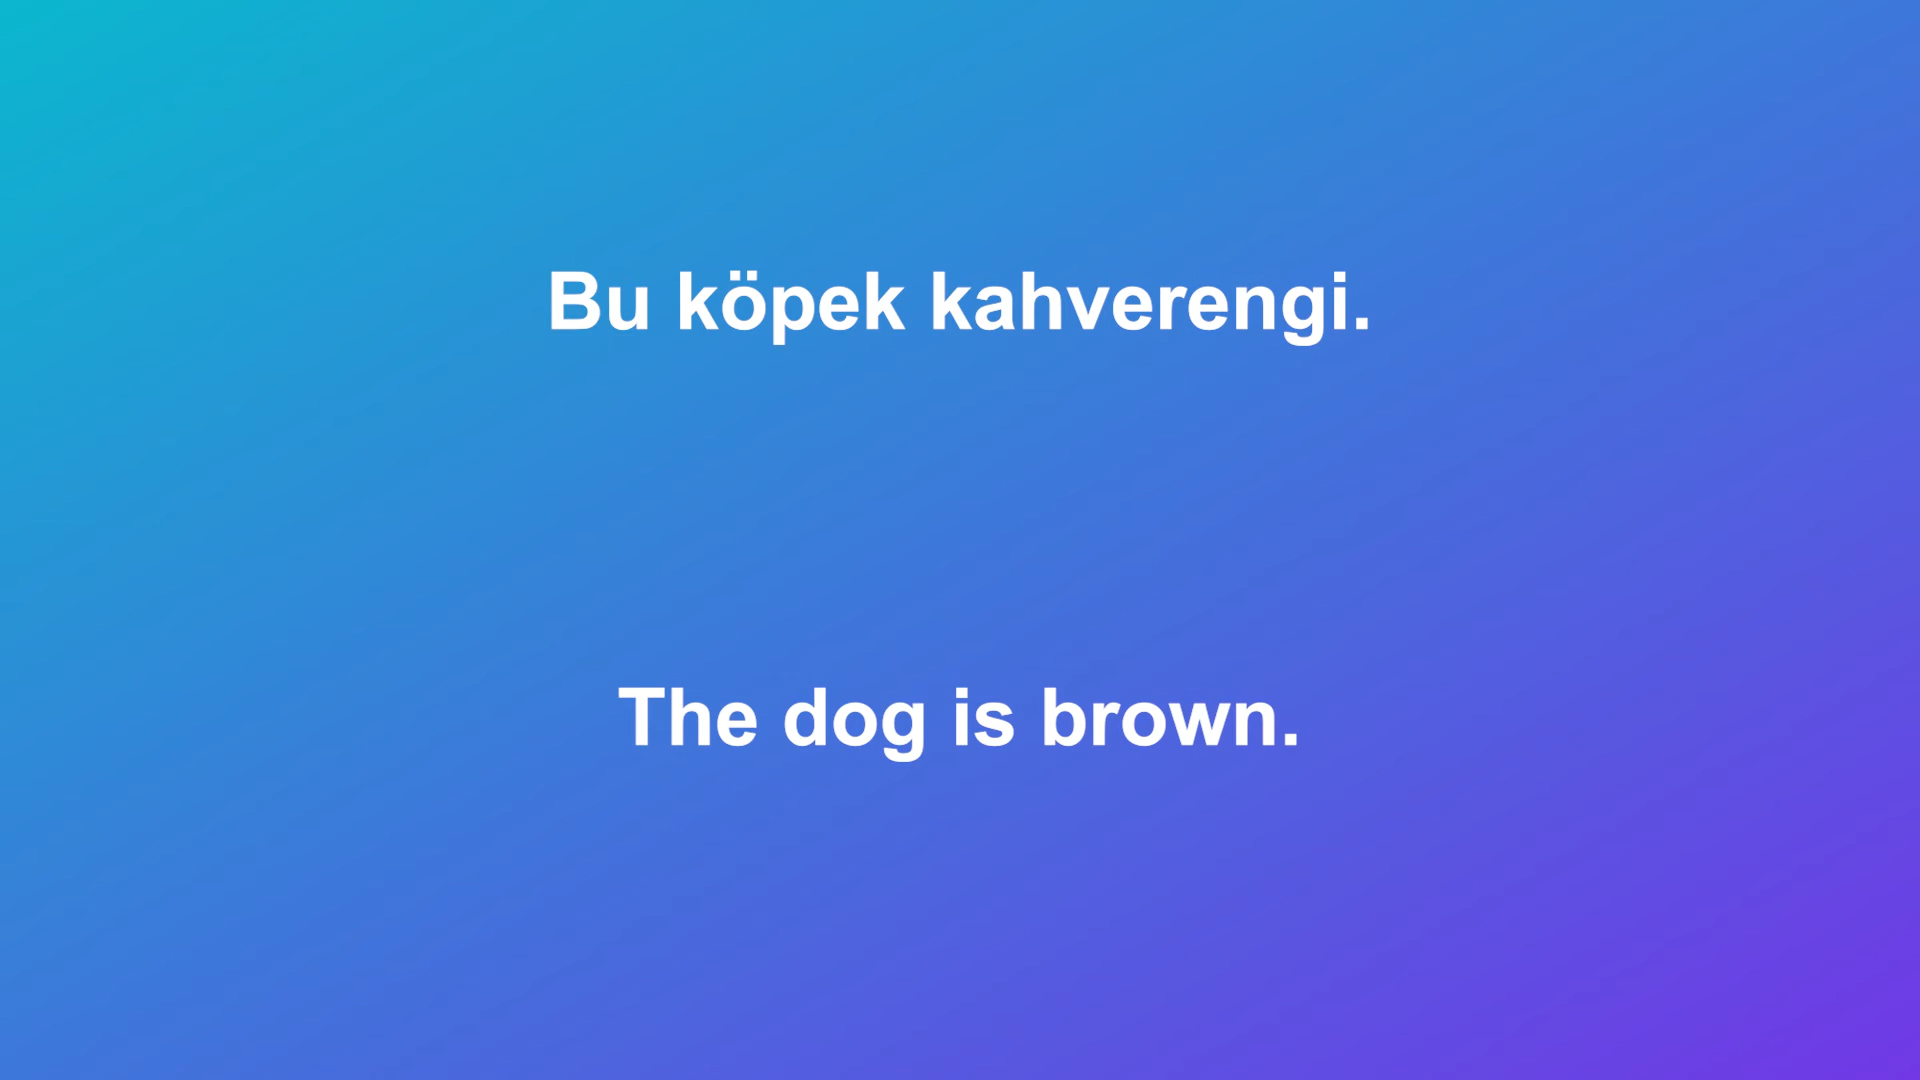 Bu köpek kahverengi.
The dog is brown.